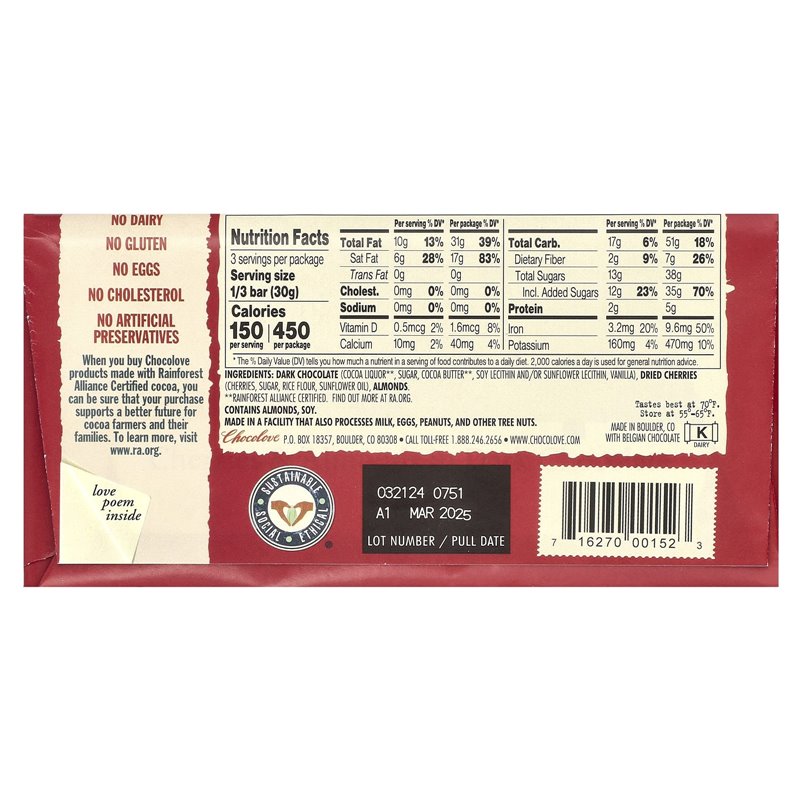 NO DAIRY
NO GLUTEN
NO EGGS
NO CHOLESTEROL
NO ARTIFICIAL
PRESERVATIVES
When you buy Chocolove
products made with Rainforest
Alliance Certified cocoa, you
can be sure that your purchase
supports a better future for
cocoa farmers and their
families. To learn more, visit
www.ra.org.
love
poem
inside
Nutrition Facts
3 servings per package
Serving size
1/3 bar (30g)
Calories
150 per serving | 450 per package
Per serving % DV* Per package % DV*
Total Fat 10g 13% 31g 39%
Sat Fat 6g 28% 17g 83%
Trans Fat 0g 0g
Cholest. 0mg 0% 0mg 0%
Sodium 0mg 0% 0mg 0%
Vitamin D 0.5mcg 2% 1.6mcg 8%
Calcium 10mg 2% 40mg 4%
Per serving % DV* Per package % DV*
Total Carb. 17g 6% 51g 18%
Dietary Fiber 2g 9% 7g 26%
Total Sugars 13g 38g
Incl. Added Sugars 12g 23% 35g 70%
Protein 2g 5g
Iron 3.2mg 20% 9.6mg 50%
Potassium 160mg 4% 470mg 10%
*The % Daily Value (DV) tells you how much a nutrient in a serving of food contributes to a daily diet. 2,000 calories a day is used for general nutrition advice.
INGREDIENTS: DARK CHOCOLATE (COCOA LIQUOR**, SUGAR, COCOA BUTTER**, SOY LECITHIN AND/OR SUNFLOWER LECITHIN, VANILLA), DRIED CHERRIES
(CHERRIES, SUGAR, RICE FLOUR, SUNFLOWER OIL), ALMONDS.
**RAINFOREST ALLIANCE CERTIFIED. FIND OUT MORE AT RA.ORG.
CONTAINS ALMONDS, SOY.
MADE IN A FACILITY THAT ALSO PROCESSES MILK, EGGS, PEANUTS, AND OTHER TREE NUTS.
Chocolove P.O. BOX 18357, BOULDER, CO 80308 • CALL TOLL-FREE 1.888.246.2656 • WWW.CHOCOLOVE.COM
Tastes best at 70°F.
Store at 55°-65°F.
MADE IN BOULDER, CO
WITH BELGIAN CHOCOLATE
K
DAIRY
SUSTAINABLE • SOCIAL • ETHICAL •
®
032124 0751
A1 MAR 2025
LOT NUMBER / PULL DATE
7 16270 00152 3